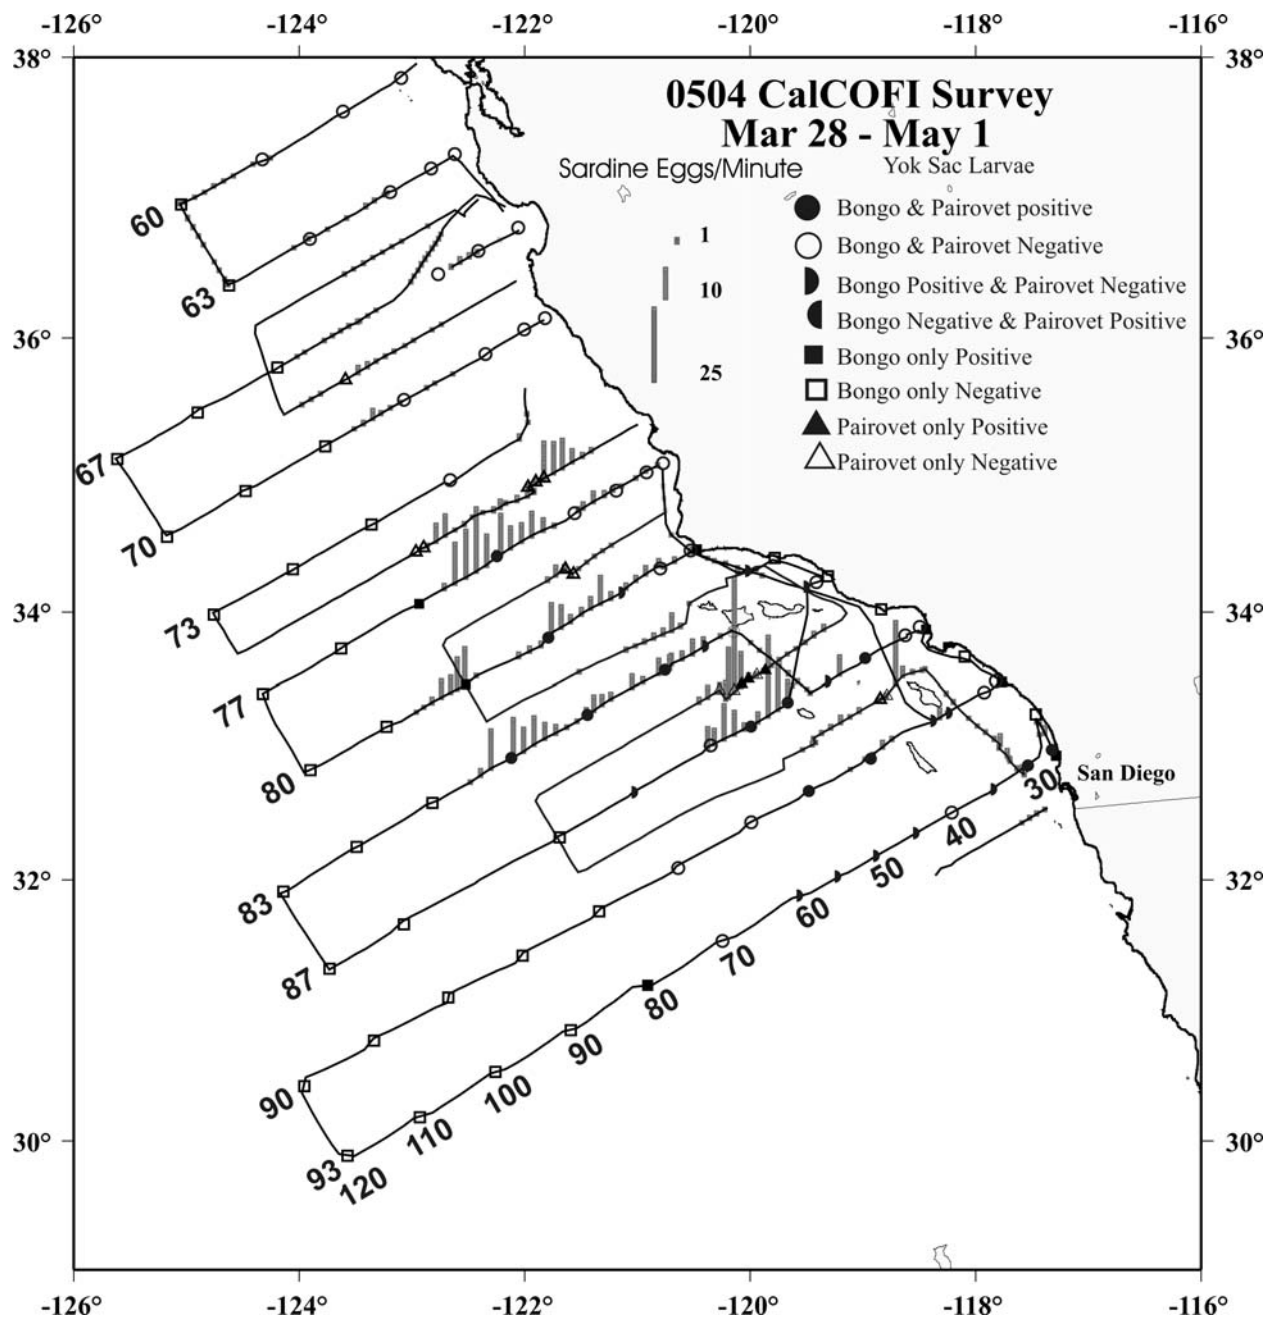 -126° -124° -122° -120° -118° -116°
38° 38°
0504 CalCOFI Survey
Mar 28 - May 1
Sardine Eggs/Minute
Yok Sac Larvae
1
10
25
Bongo & Pairovet positive
Bongo & Pairovet Negative
Bongo Positive & Pairovet Negative
Bongo Negative & Pairovet Positive
Bongo only Positive
Bongo only Negative
Pairovet only Positive
Pairovet only Negative
60
63
36° 36°
67
70
73
34° 34°
77
80
San Diego
30
40
50
60
70
80
90
100
110
120
83
87
32° 32°
90
93
30° 30°
-126° -124° -122° -120° -118° -116°